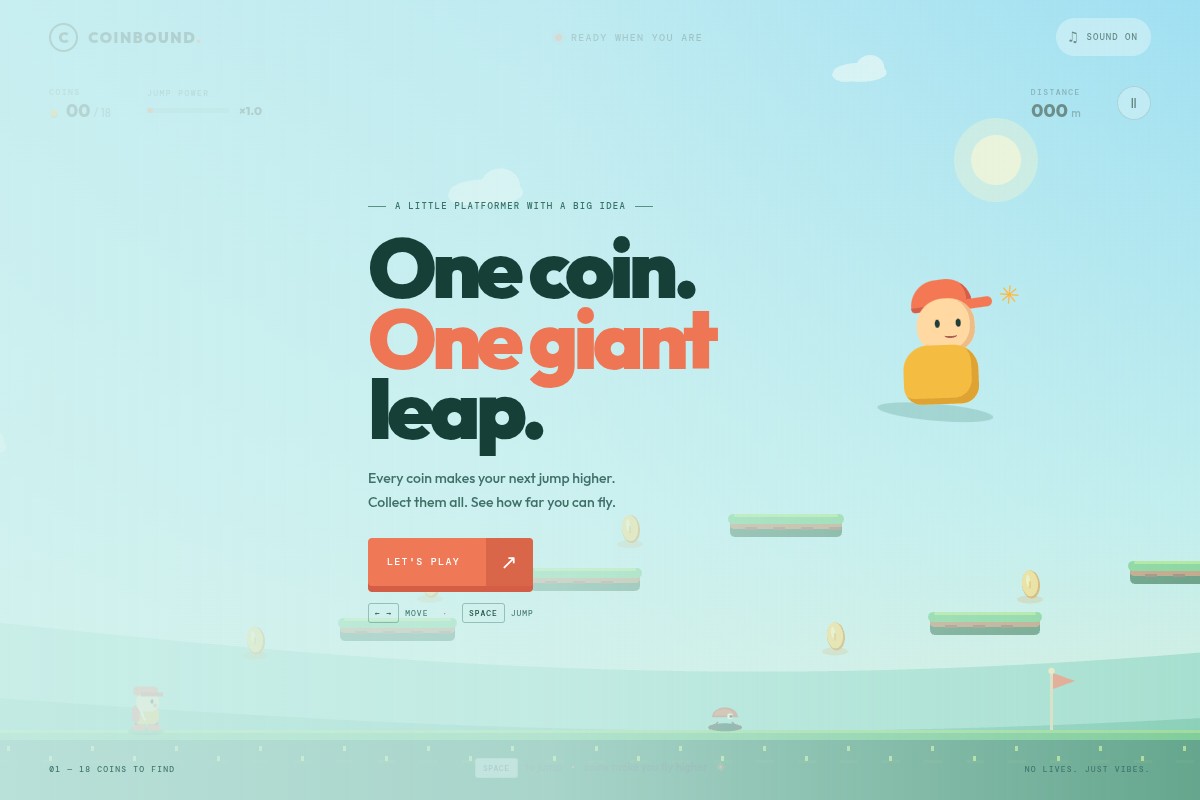 C COINBOUND.
READY WHEN YOU ARE
♫ SOUND ON
COINS
00 / 18
JUMP POWER
×1.0
DISTANCE
000 m
A LITTLE PLATFORMER WITH A BIG IDEA
One coin.
One giant
leap.
Every coin makes your next jump higher.
Collect them all. See how far you can fly.
LET'S PLAY ↗
← → MOVE · SPACE JUMP
01 — 18 COINS TO FIND
SPACE
NO LIVES. JUST VIBES.